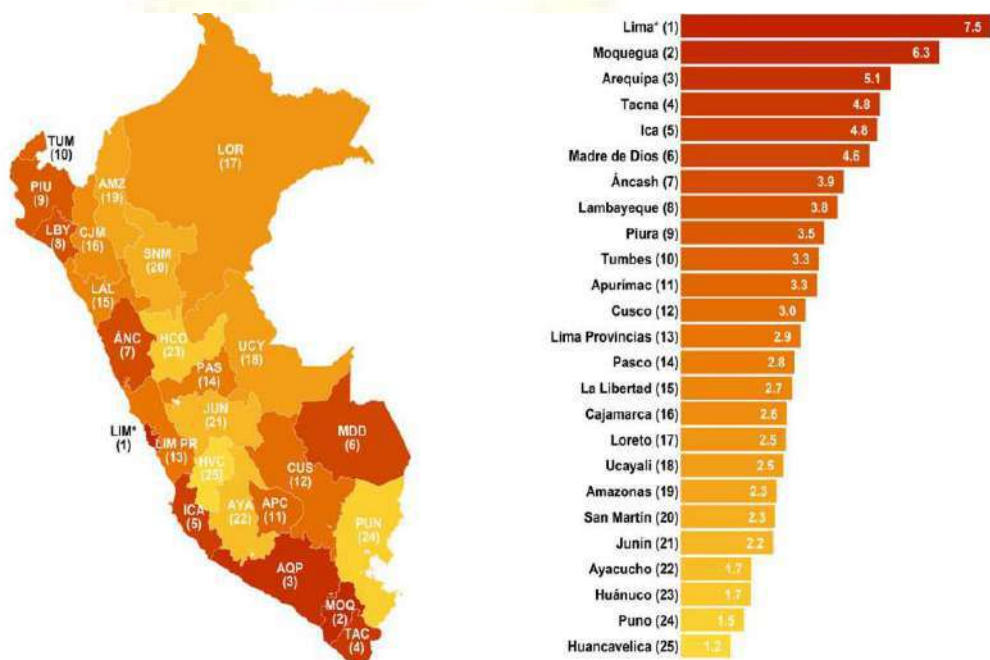 TUM
(10)
PIU
(9)
LBY
(8)
CJM
(16)
AMZ
(19)
LOR
(17)
SNM
(20)
LAL
(15)
ÁNC
(7)
HCO
(23)
UCY
(18)
PAS
(14)
JUN
(21)
LIM*
(1)
LIM PR
(13)
MDD
(6)
HVC
(25)
CUS
(12)
ICA
(5)
AYA
(22)
APC
(11)
PUN
(24)
AQP
(3)
MOQ
(2)
TAC
(4)
Lima* (1) 7.5
Moquegua (2) 6.3
Arequipa (3) 5.1
Tacna (4) 4.8
Ica (5) 4.8
Madre de Dios (6) 4.6
Áncash (7) 3.9
Lambayeque (8) 3.8
Piura (9) 3.5
Tumbes (10) 3.3
Apurímac (11) 3.3
Cusco (12) 3.0
Lima Provincias (13) 2.9
Pasco (14) 2.8
La Libertad (15) 2.7
Cajamarca (16) 2.6
Loreto (17) 2.5
Ucayali (18) 2.5
Amazonas (19) 2.3
San Martín (20) 2.3
Junín (21) 2.2
Ayacucho (22) 1.7
Huánuco (23) 1.7
Puno (24) 1.5
Huancavelica (25) 1.2